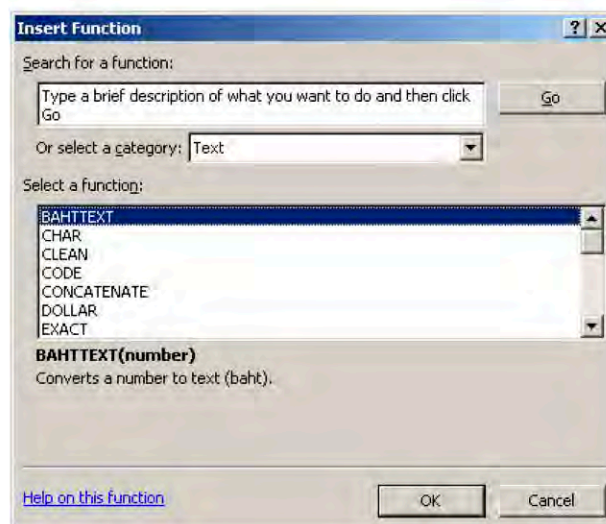 Insert Function
Search for a function:
Type a brief description of what you want to do and then click
Go
Go
Or select a category: Text
Select a function:
BAHTTEXT
CHAR
CLEAN
CODE
CONCATENATE
DOLLAR
EXACT
BAHTTEXT(number)
Converts a number to text (baht).
Help on this function
OK
Cancel